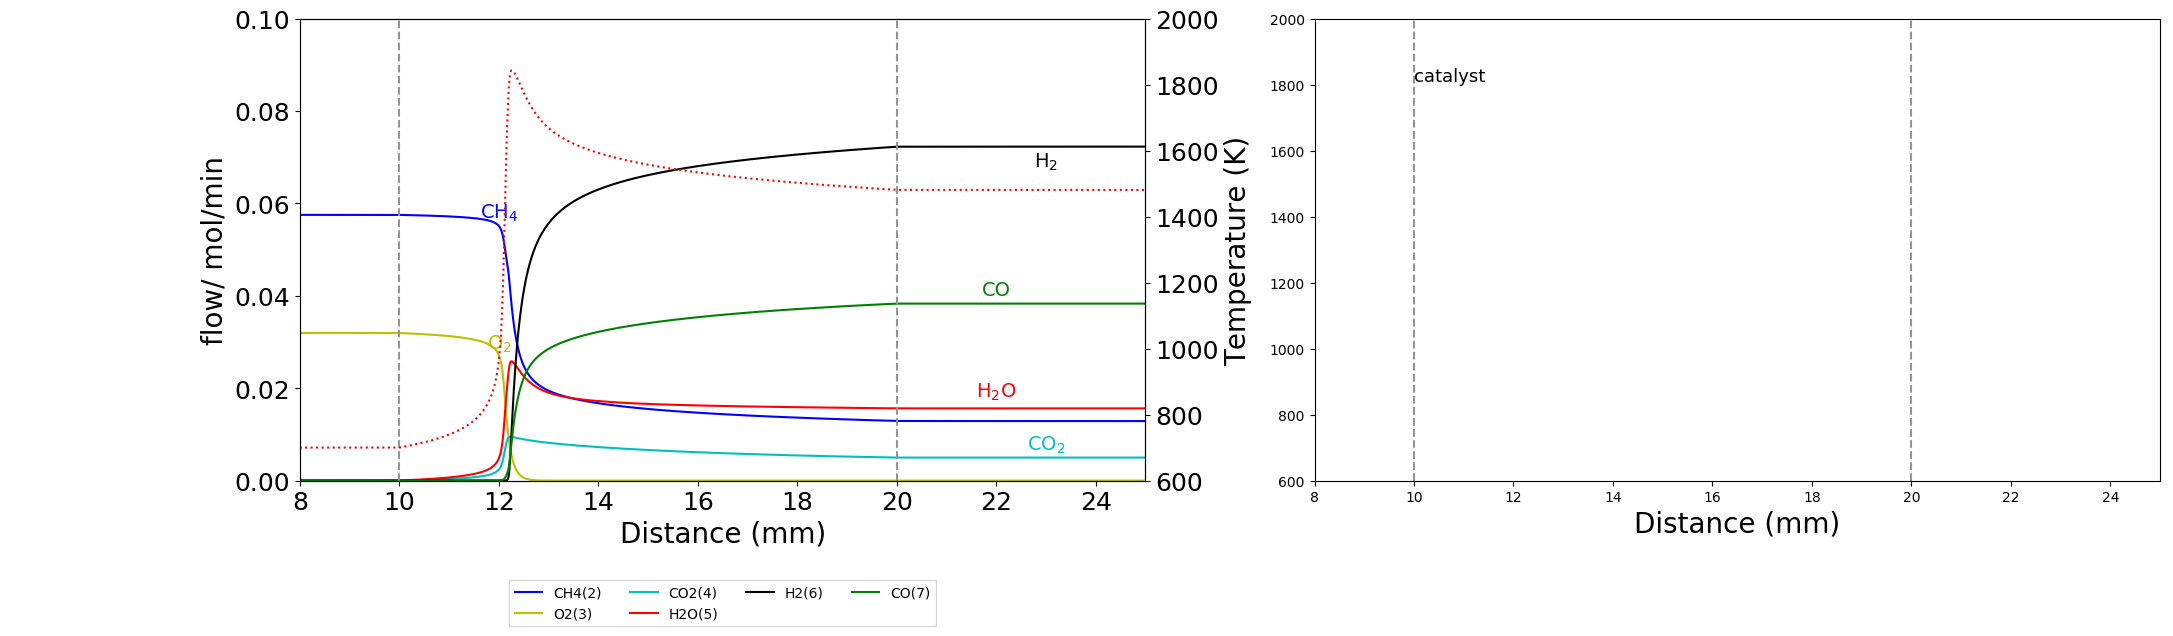 0.10
0.08
0.06
0.04
0.02
0.00
flow/ mol/min
8 10 12 14 16 18 20 22 24
Distance (mm)
2000
1800
1600
1400
1200
1000
800
600
Temperature (K)
CH₄
O₂
H₂
CO
H₂O
CO₂
CH4(2) CO2(4) H2(6) CO(7)
O2(3) H2O(5)
2000
1800
1600
1400
1200
1000
800
600
catalyst
8 10 12 14 16 18 20 22 24
Distance (mm)